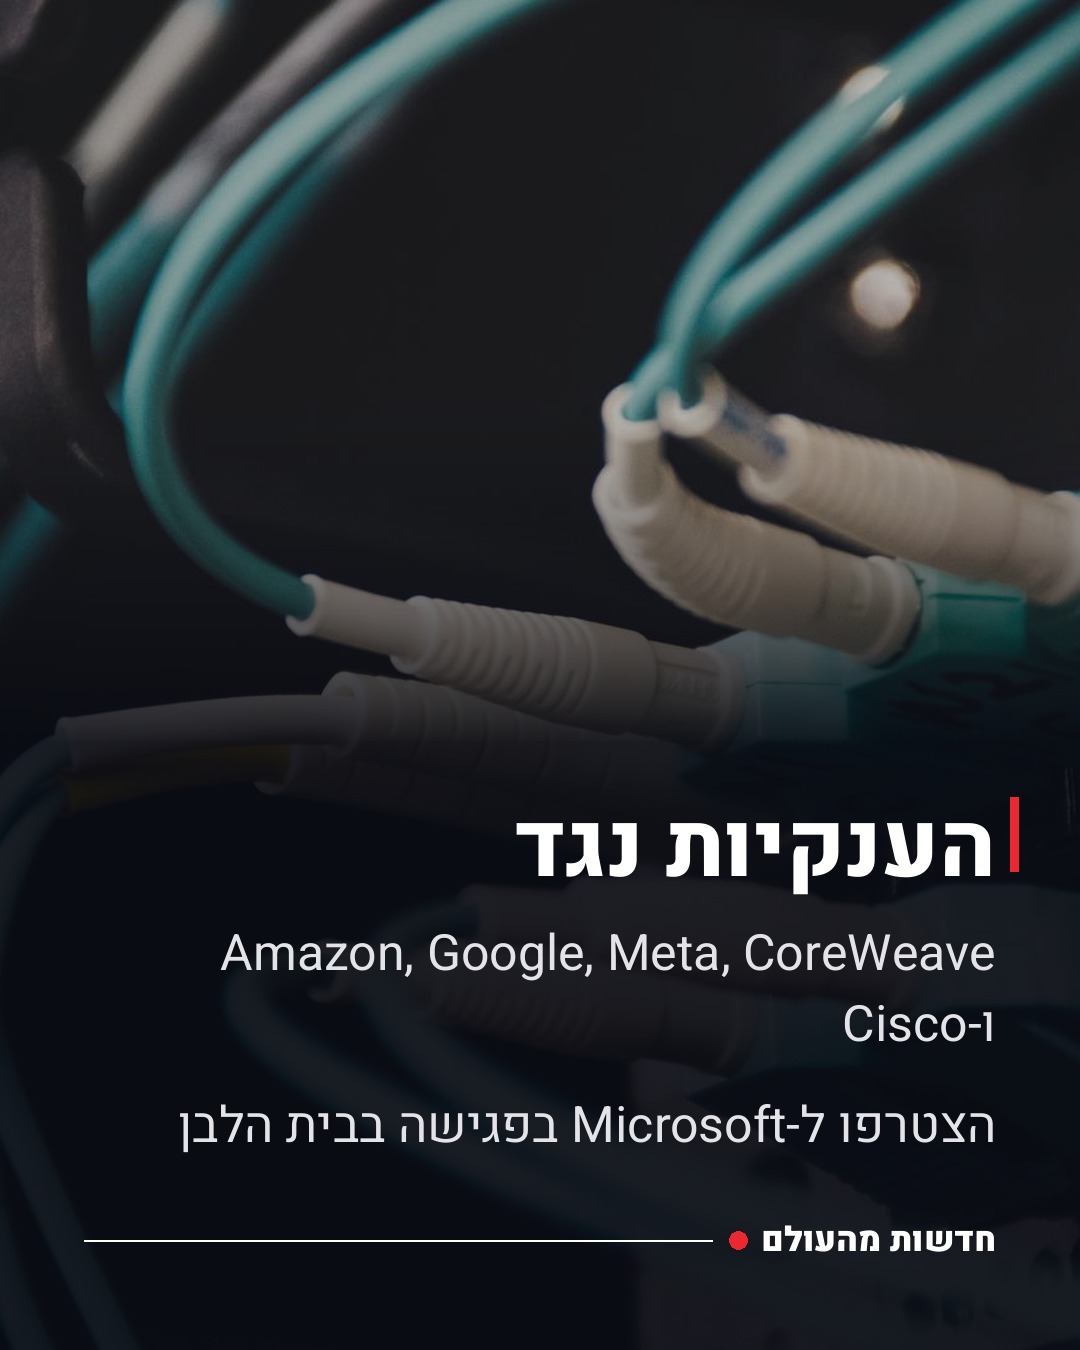 הענקיות נגד
Amazon, Google, Meta, CoreWeave
ו-Cisco
הצטרפו ל-Microsoft בפגישה בבית הלבן
חדשות מהעולם